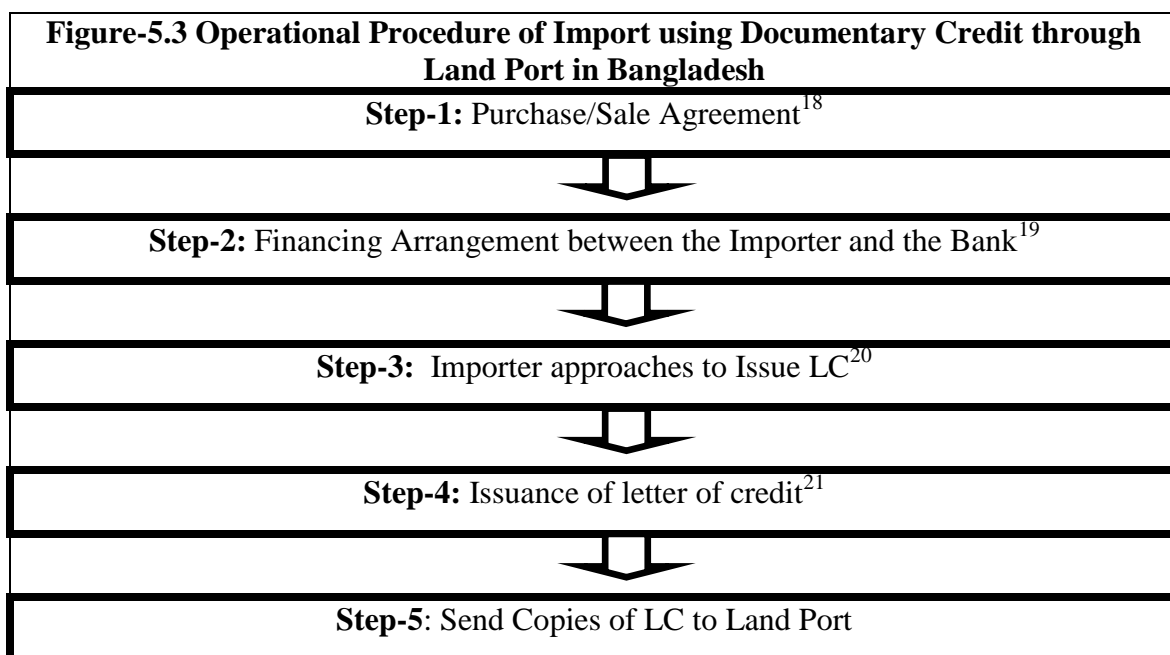 Figure-5.3 Operational Procedure of Import using Documentary Credit through
Land Port in Bangladesh
Step-1: Purchase/Sale Agreement18
Step-2: Financing Arrangement between the Importer and the Bank19
Step-3: Importer approaches to Issue LC20
Step-4: Issuance of letter of credit21
Step-5: Send Copies of LC to Land Port